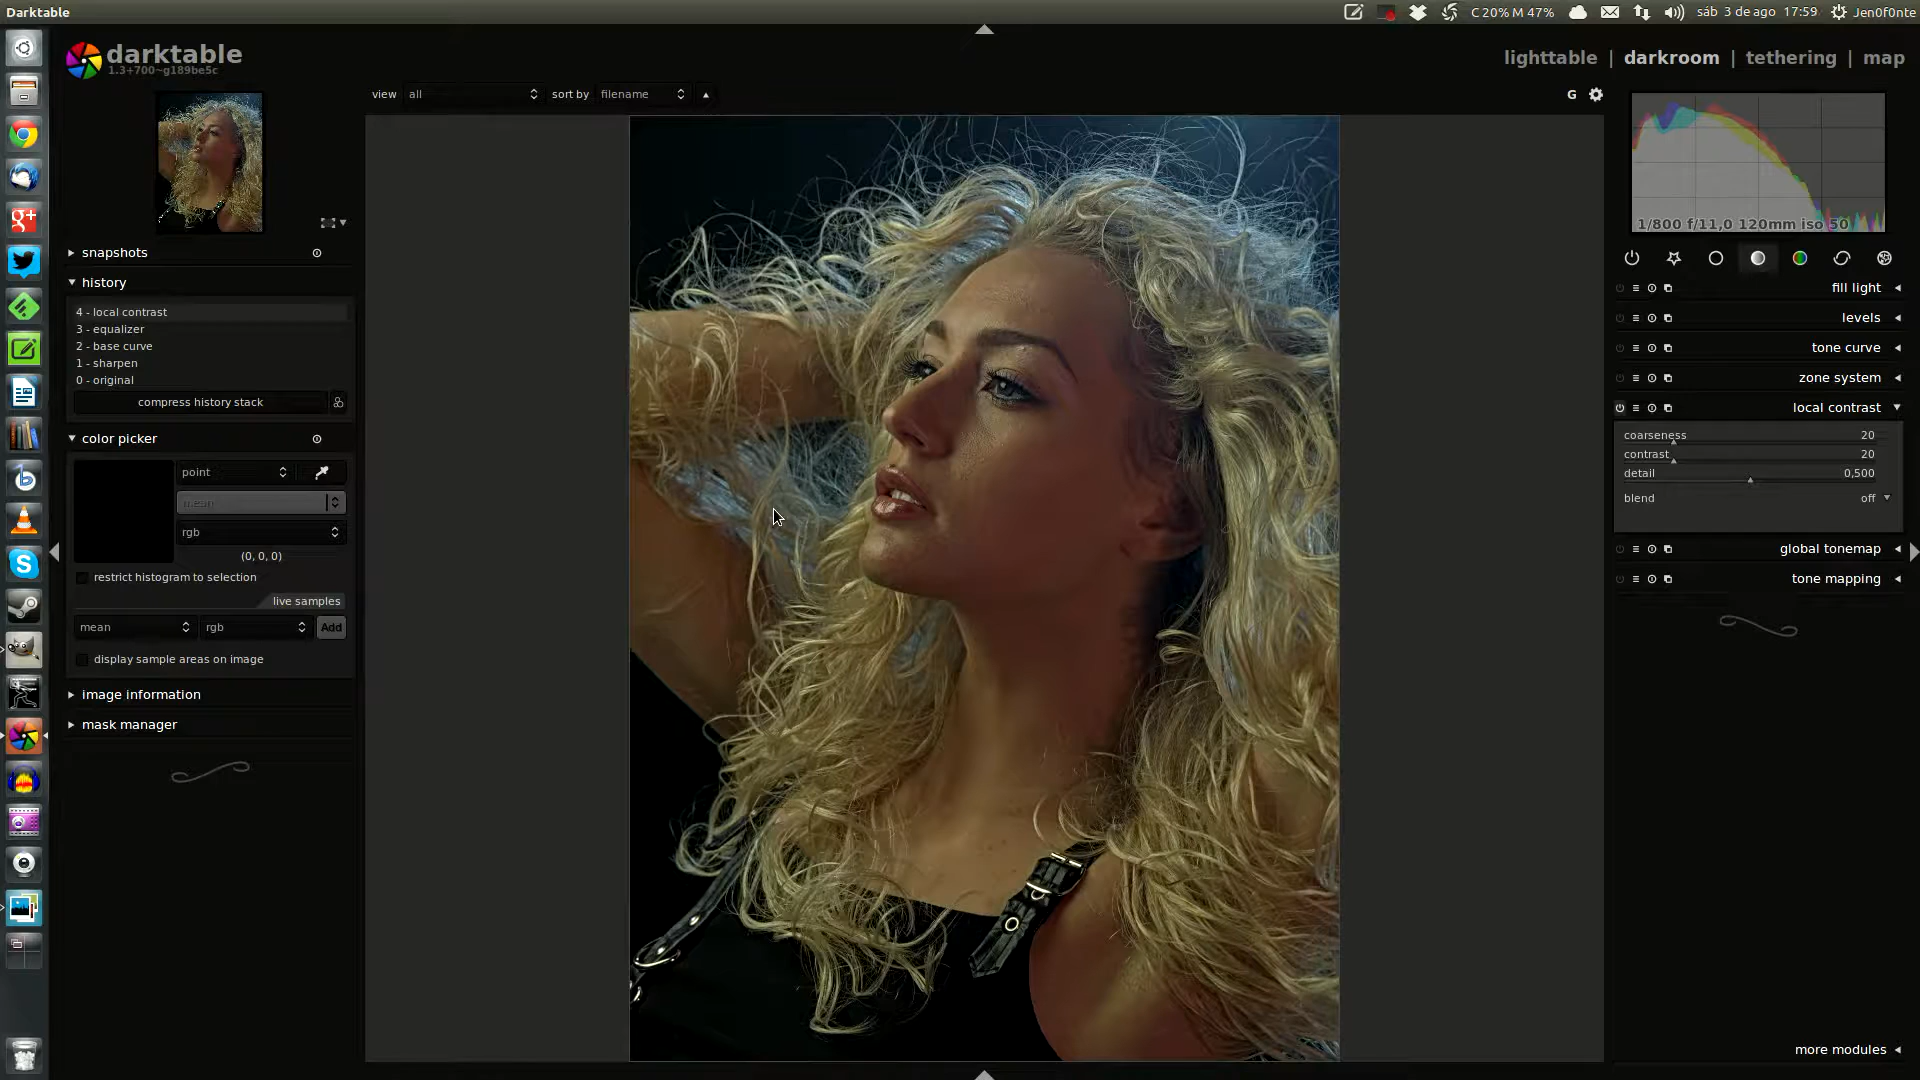 Darktable
C 20% M 47%
sáb 3 de ago 17:59
Jen0f0nte
darktable
1.3+700~g189be5c
lighttable | darkroom | tethering | map
view all sort by filename
G
1/800 f/11,0 120mm iso 50
snapshots
history
4 - local contrast
3 - equalizer
2 - base curve
1 - sharpen
0 - original
compress history stack
color picker
point
mean
rgb
(0, 0, 0)
restrict histogram to selection
live samples
mean rgb Add
display sample areas on image
image information
mask manager
fill light
levels
tone curve
zone system
local contrast
coarseness 20
contrast 20
detail 0,500
blend off
global tonemap
tone mapping
more modules